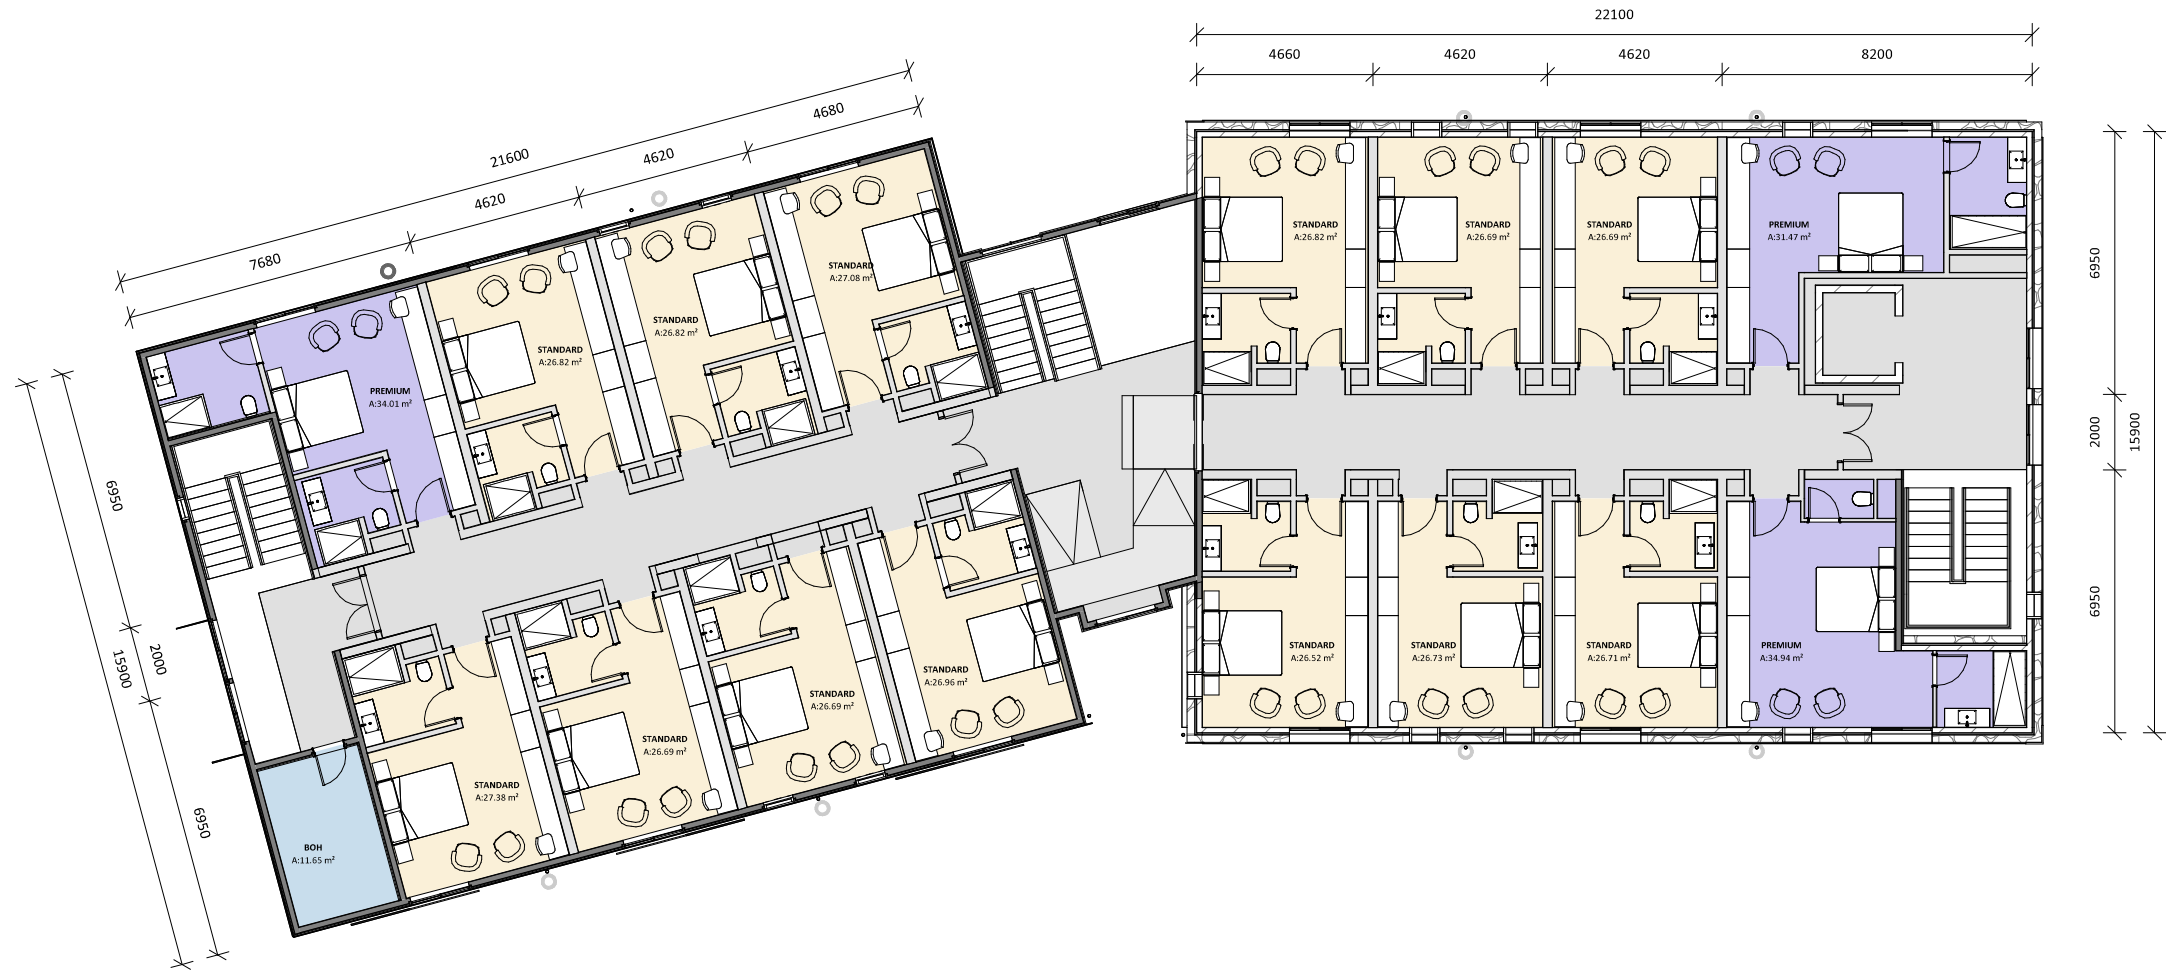 22100
4660
4620
4620
8200
21600
7680
4620
4620
4680
6950
2000
6950
15900
6950
2000
6950
15900
PREMIUM
A:34.01 m²
STANDARD
A:26.82 m²
STANDARD
A:26.82 m²
STANDARD
A:27.08 m²
STANDARD
A:26.82 m²
STANDARD
A:26.69 m²
STANDARD
A:26.69 m²
PREMIUM
A:31.47 m²
BOH
A:11.65 m²
STANDARD
A:27.38 m²
STANDARD
A:26.69 m²
STANDARD
A:26.69 m²
STANDARD
A:26.96 m²
STANDARD
A:26.52 m²
STANDARD
A:26.73 m²
STANDARD
A:26.71 m²
PREMIUM
A:34.94 m²